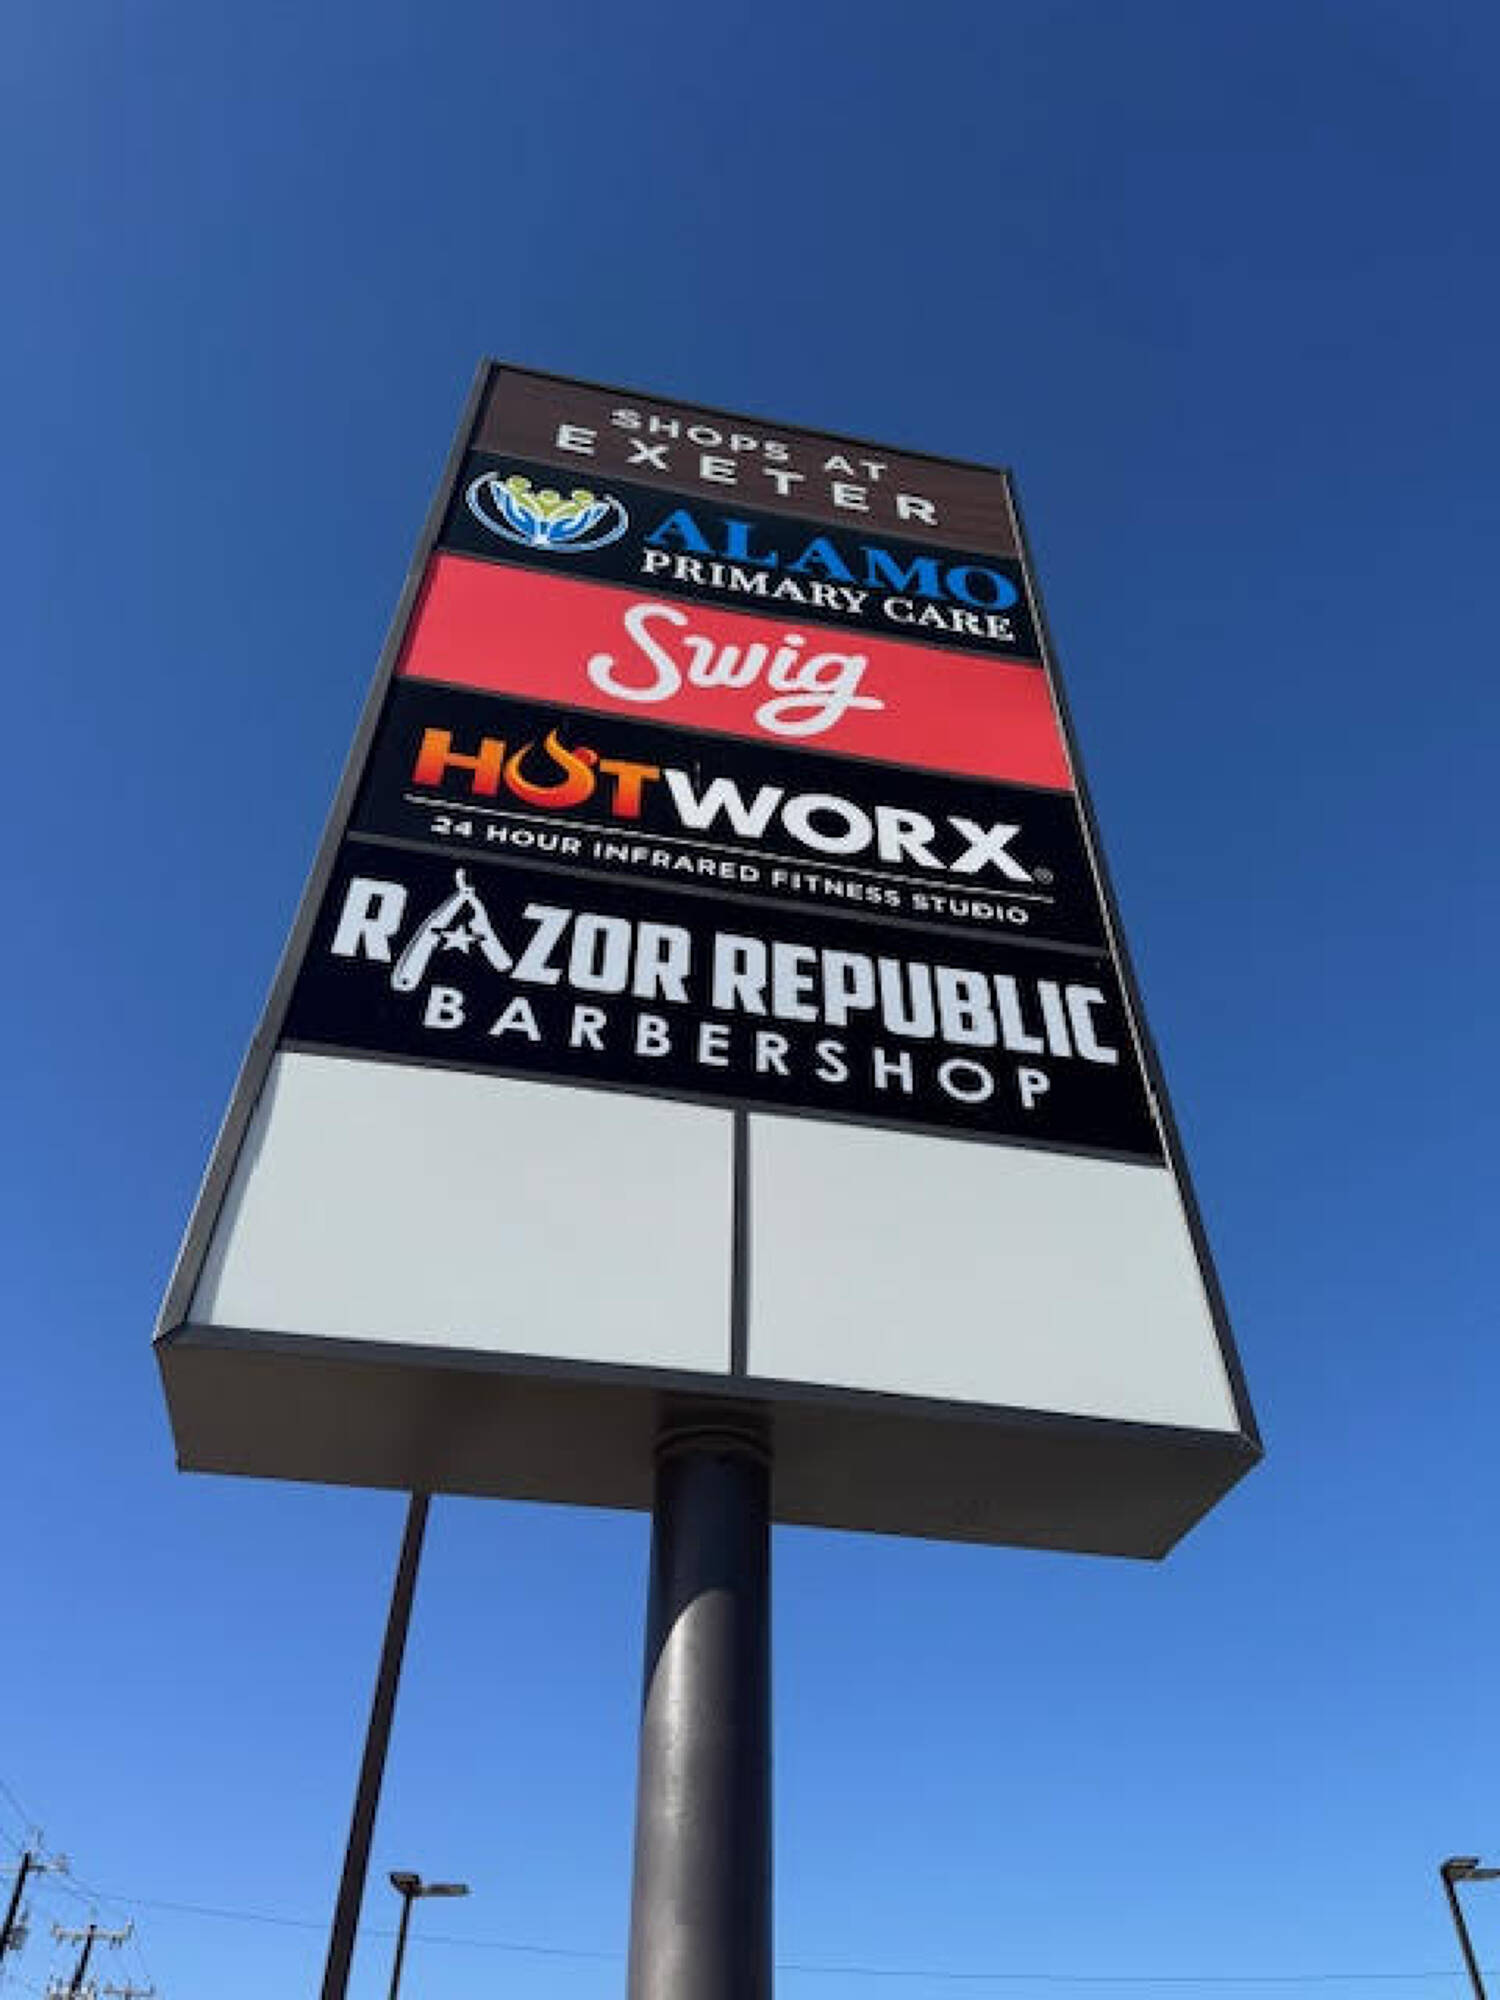 SHOPS AT
EXETER
ALAMO
PRIMARY CARE
Swig
HOTWORX®
24 HOUR INFRARED FITNESS STUDIO
RAZOR REPUBLIC
BARBERSHOP